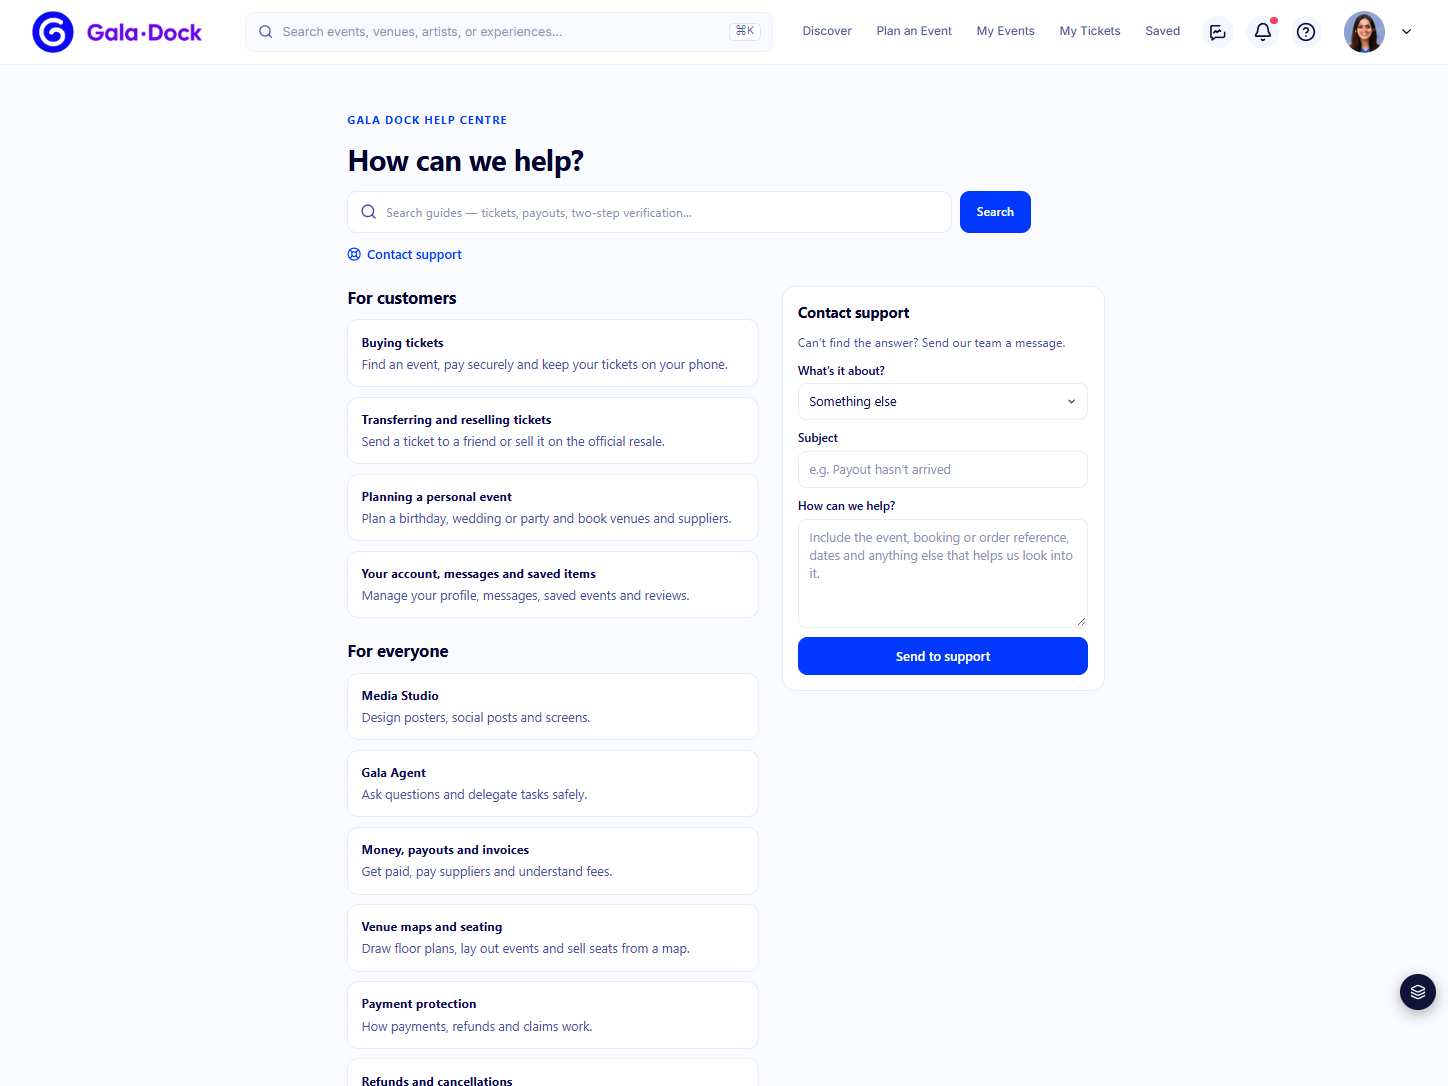 Gala·Dock
Search events, venues, artists, or experiences...
⌘K
Discover
Plan an Event
My Events
My Tickets
Saved
GALA DOCK HELP CENTRE
How can we help?
Search guides — tickets, payouts, two-step verification...
Search
Contact support
For customers
Buying tickets
Find an event, pay securely and keep your tickets on your phone.
Transferring and reselling tickets
Send a ticket to a friend or sell it on the official resale.
Planning a personal event
Plan a birthday, wedding or party and book venues and suppliers.
Your account, messages and saved items
Manage your profile, messages, saved events and reviews.
For everyone
Media Studio
Design posters, social posts and screens.
Gala Agent
Ask questions and delegate tasks safely.
Money, payouts and invoices
Get paid, pay suppliers and understand fees.
Venue maps and seating
Draw floor plans, lay out events and sell seats from a map.
Payment protection
How payments, refunds and claims work.
Refunds and cancellations
Contact support
Can't find the answer? Send our team a message.
What's it about?
Something else
Subject
e.g. Payout hasn't arrived
How can we help?
Include the event, booking or order reference,
dates and anything else that helps us look into
it.
Send to support